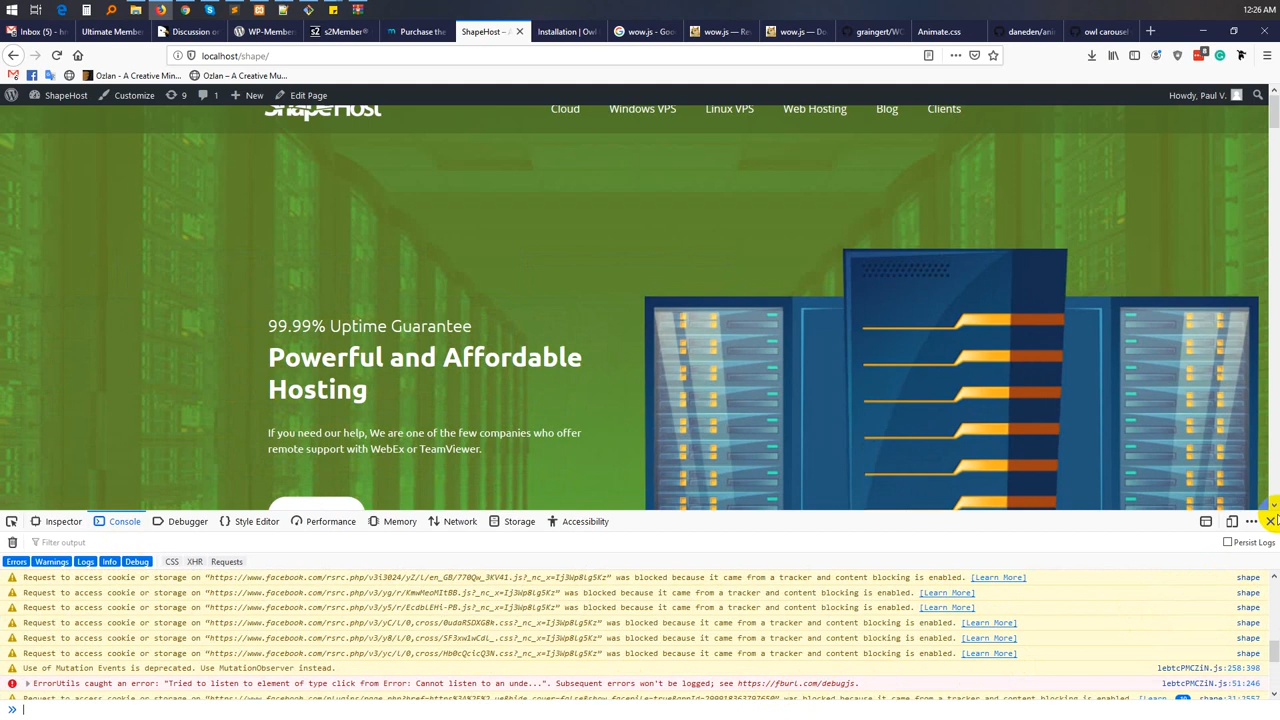 12:26 AM
Inbox (5) - hm
Ultimate Member
Discussion or
WP-Member
s2Member®
Purchase the
ShapeHost – A
Installation | Owl
wow.js - Goo
wow.js — Rev
wow.js — Do
graingert/WC
Animate.css
daneden/ani
owl carousel
localhost/shape/
8
Ozlan - A Creative Min...
Ozlan – A Creative Mu...
ShapeHost
Customize
9
1
New
Edit Page
Howdy, Paul V.
ShapeHost
Cloud
Windows VPS
Linux VPS
Web Hosting
Blog
Clients
99.99% Uptime Guarantee
Powerful and Affordable
Hosting
If you need our help, We are one of the few companies who offer
remote support with WebEx or TeamViewer.
Inspector
Console
Debugger
Style Editor
Performance
Memory
Network
Storage
Accessibility
Filter output
Persist Logs
Errors
Warnings
Logs
Info
Debug
CSS
XHR
Requests
Request to access cookie or storage on "https://www.facebook.com/rsrc.php/v3i3024/yZ/l/en_GB/770Qw_3KV41.js?_nc_x=Ij3Wp8lg5Kz" was blocked because it came from a tracker and content blocking is enabled. [Learn More] shape
Request to access cookie or storage on "https://www.facebook.com/rsrc.php/v3/yg/r/KmwMeoMItBB.js?_nc_x=Ij3Wp8lg5Kz" was blocked because it came from a tracker and content blocking is enabled. [Learn More] shape
Request to access cookie or storage on "https://www.facebook.com/rsrc.php/v3/y5/r/EcdbLEHi-PB.js?_nc_x=Ij3Wp8lg5Kz" was blocked because it came from a tracker and content blocking is enabled. [Learn More] shape
Request to access cookie or storage on "https://www.facebook.com/rsrc.php/v3/yC/l/0,cross/0udaRSDXG8k.css?_nc_x=Ij3Wp8lg5Kz" was blocked because it came from a tracker and content blocking is enabled. [Learn More] shape
Request to access cookie or storage on "https://www.facebook.com/rsrc.php/v3/y8/l/0,cross/SF3xw1wCdl_.css?_nc_x=Ij3Wp8lg5Kz" was blocked because it came from a tracker and content blocking is enabled. [Learn More] shape
Request to access cookie or storage on "https://www.facebook.com/rsrc.php/v3/yc/l/0,cross/Hb0cQclcQ3N.css?_nc_x=Ij3Wp8lg5Kz" was blocked because it came from a tracker and content blocking is enabled. [Learn More] shape
Use of Mutation Events is deprecated. Use MutationObserver instead. lebtcPMCZiN.js:258:398
ErrorUtils caught an error: "Tried to listen to element of type click from Error: Cannot listen to an unde...". Subsequent errors won't be logged; see https://fburl.com/debugjs. lebtcPMCZiN.js:51:246